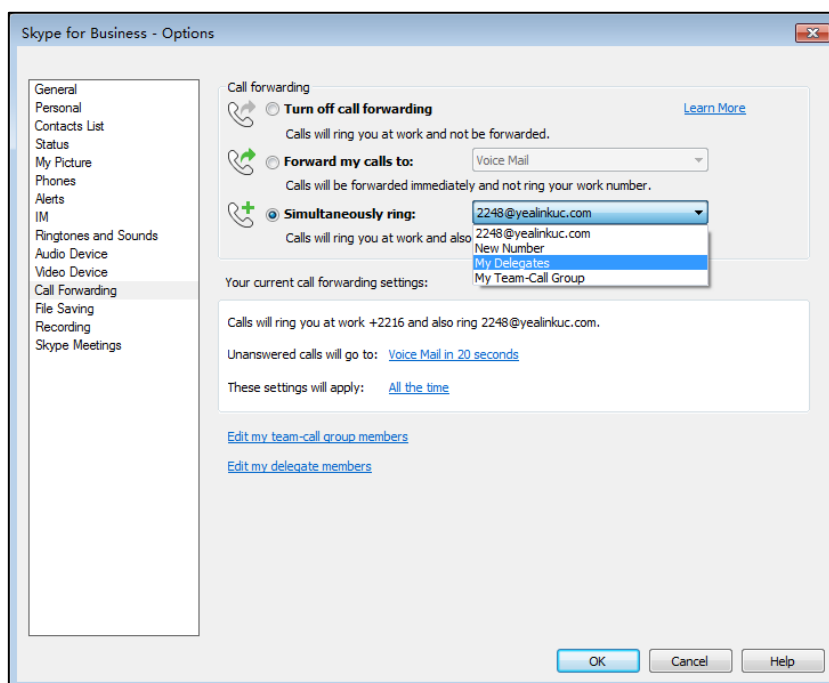 Skype for Business - Options
General
Personal
Contacts List
Status
My Picture
Phones
Alerts
IM
Ringtones and Sounds
Audio Device
Video Device
Call Forwarding
File Saving
Recording
Skype Meetings
Call forwarding
Turn off call forwarding
Learn More
Calls will ring you at work and not be forwarded.
Forward my calls to:
Voice Mail
Calls will be forwarded immediately and not ring your work number.
Simultaneously ring:
2248@yealinkuc.com
Calls will ring you at work and also
2248@yealinkuc.com
New Number
My Delegates
My Team-Call Group
Your current call forwarding settings:
Calls will ring you at work +2216 and also ring 2248@yealinkuc.com.
Unanswered calls will go to: Voice Mail in 20 seconds
These settings will apply: All the time
Edit my team-call group members
Edit my delegate members
OK
Cancel
Help